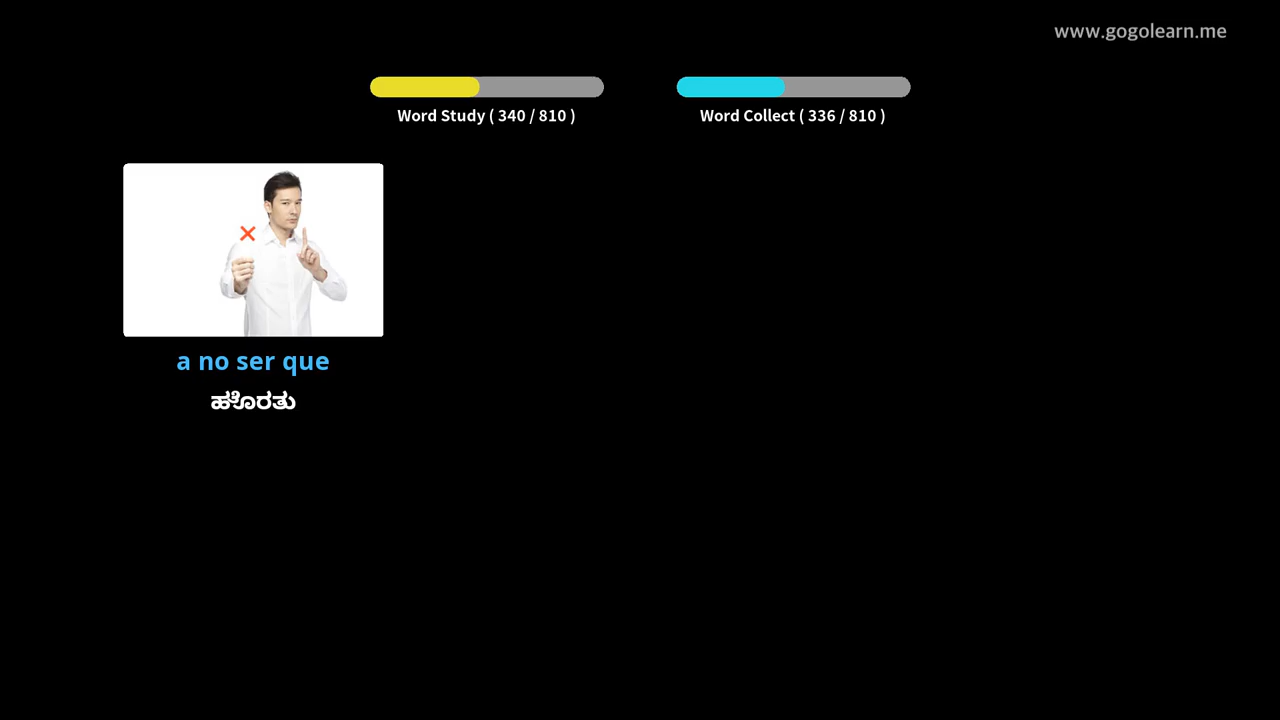 www.gogolearn.me
Word Study ( 340 / 810 )
Word Collect ( 336 / 810 )
a no ser que
ಹೊರತು